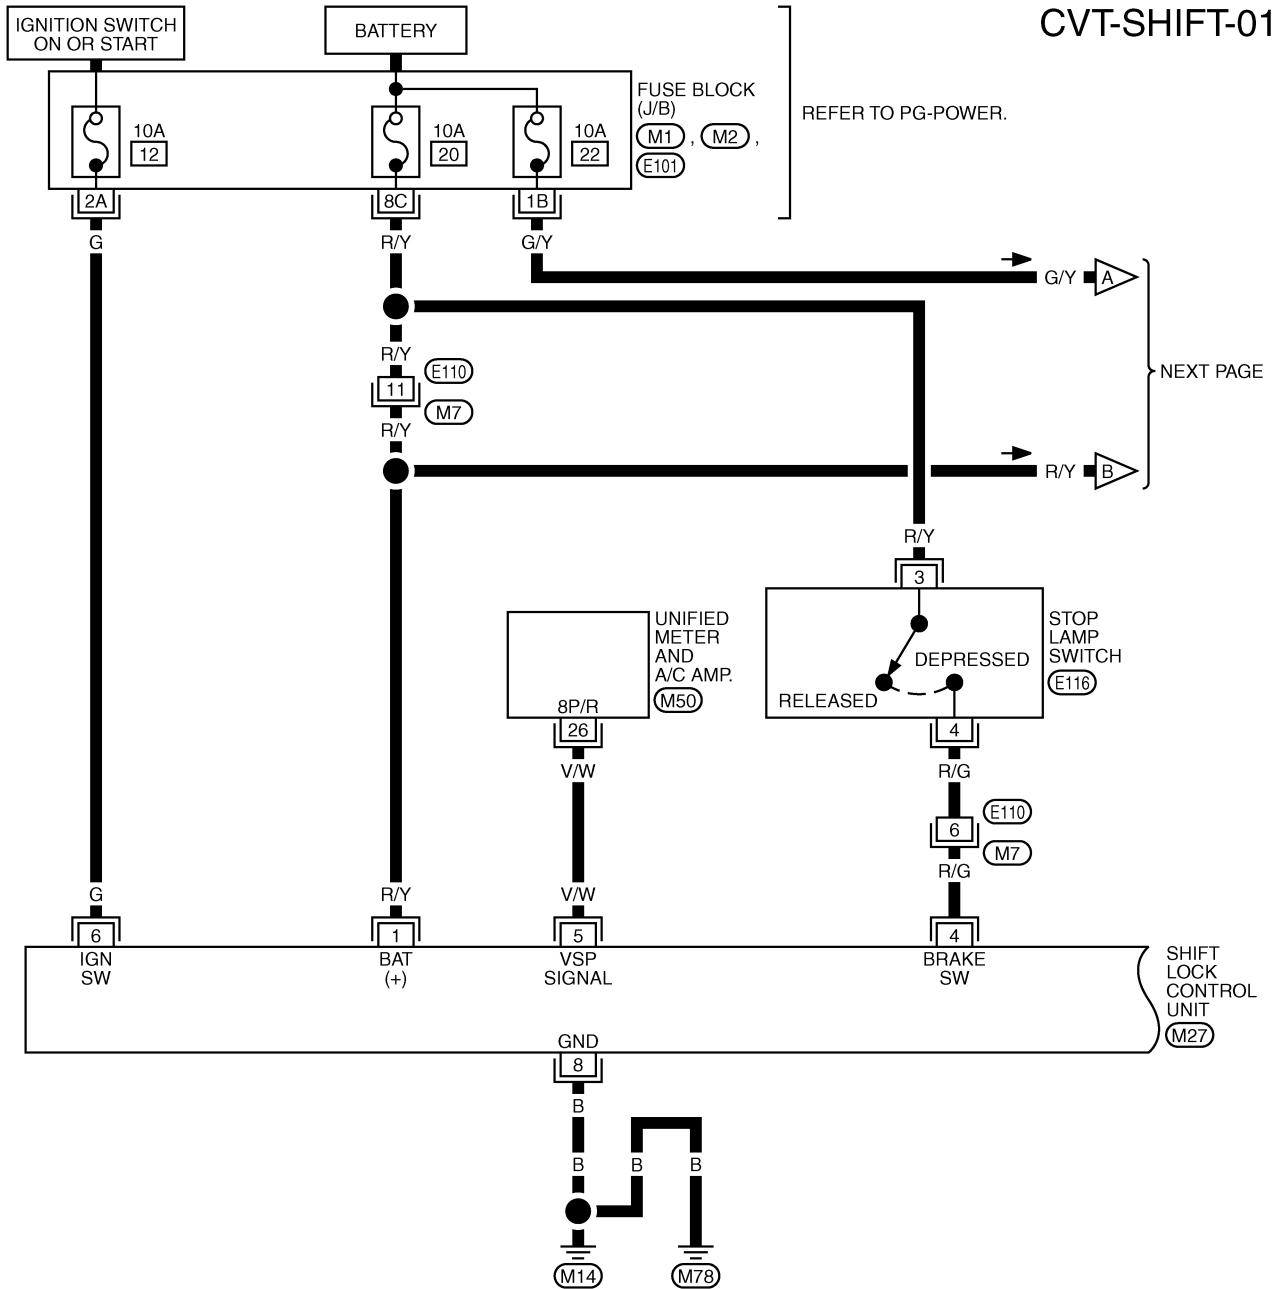 CVT-SHIFT-01
IGNITION SWITCH
ON OR START
BATTERY
FUSE BLOCK
(J/B)
M1 , M2 ,
E101
REFER TO PG-POWER.
10A
12
10A
20
10A
22
2A
8C
1B
G
R/Y
G/Y
G/Y
A
R/Y
E110
11
M7
R/Y
NEXT PAGE
R/Y
B
R/Y
3
UNIFIED
METER
AND
A/C AMP.
M50
8P/R
26
STOP
LAMP
SWITCH
E116
DEPRESSED
RELEASED
4
V/W
R/G
E110
6
M7
R/G
G
R/Y
V/W
6
1
5
4
IGN
SW
BAT
(+)
VSP
SIGNAL
BRAKE
SW
SHIFT
LOCK
CONTROL
UNIT
M27
GND
8
B
B
B
B
M14
M78